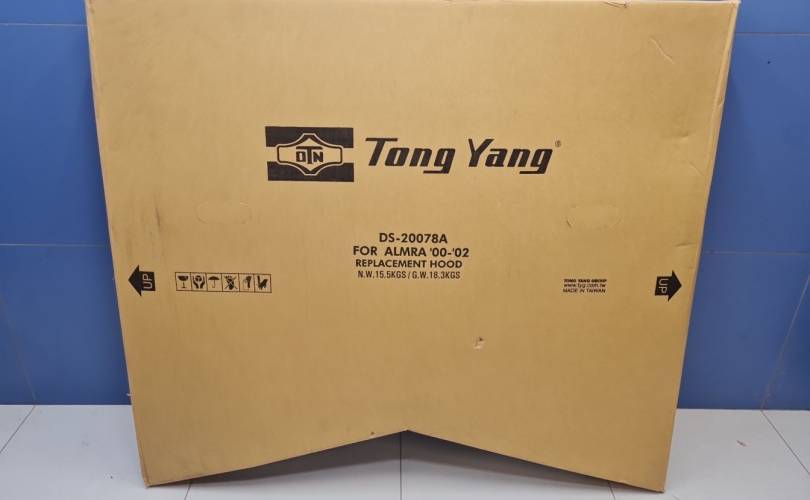 DTN
Tong Yang®
DS-20078A
FOR ALMRA '00-'02
REPLACEMENT HOOD
N.W.15.5KGS / G.W.18.3KGS
UP
TONG YANG GROUP
www.tyg.com.tw
MADE IN TAIWAN
UP